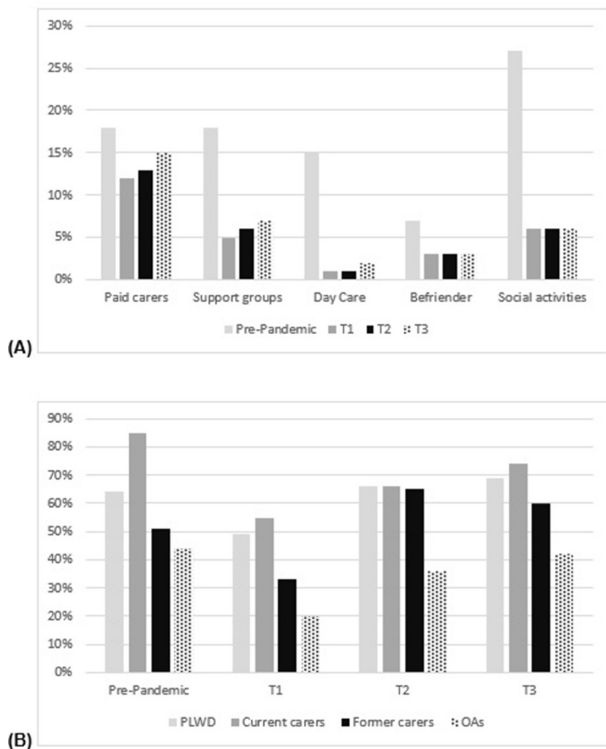 30%
25%
20%
15%
10%
5%
0%
Paid carers Support groups Day Care Befriender Social activities
Pre-Pandemic T1 T2 T3
(A)
90%
80%
70%
60%
50%
40%
30%
20%
10%
0%
Pre-Pandemic T1 T2 T3
PLWD Current carers Former carers OAs
(B)